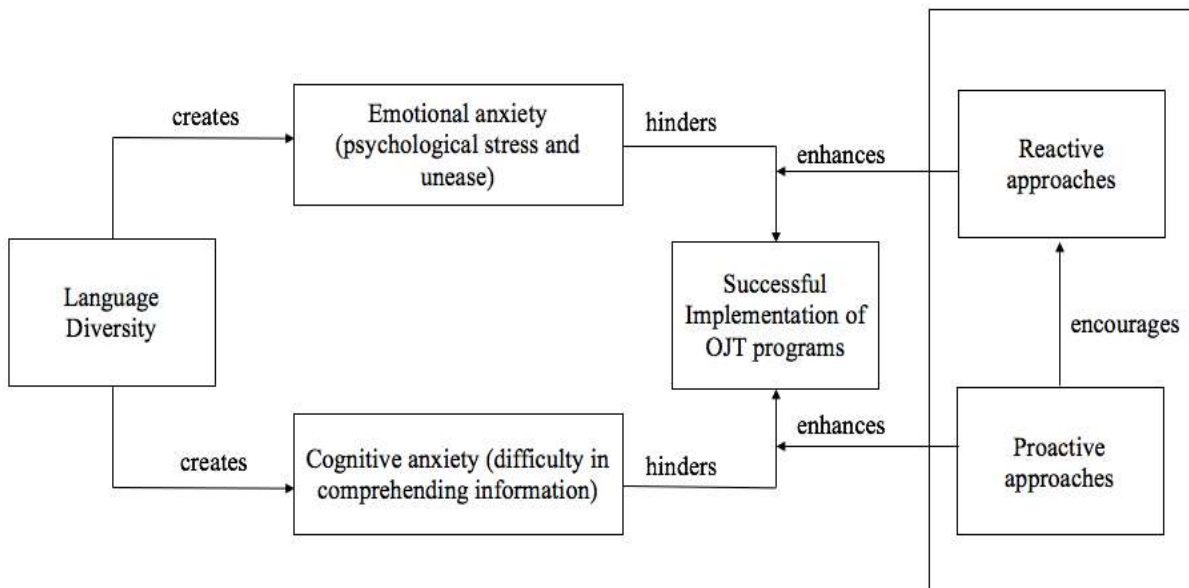 creates
Emotional anxiety
(psychological stress and
unease)
hinders
enhances
Reactive
approaches
Language
Diversity
Successful
Implementation of
OJT programs
encourages
creates
Cognitive anxiety (difficulty in
comprehending information)
hinders
enhances
Proactive
approaches